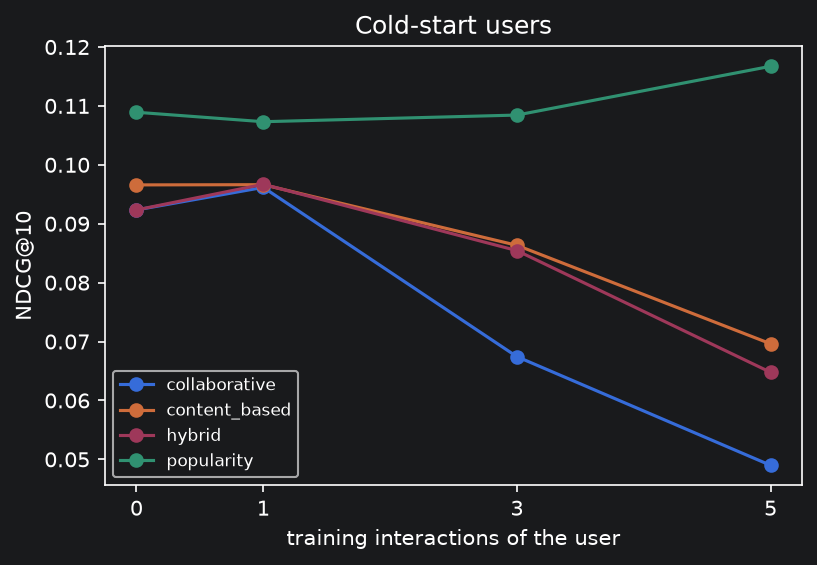 Cold-start users
NDCG@10
0.12
0.11
0.10
0.09
0.08
0.07
0.06
0.05
collaborative
content_based
hybrid
popularity
0 1 3 5
training interactions of the user